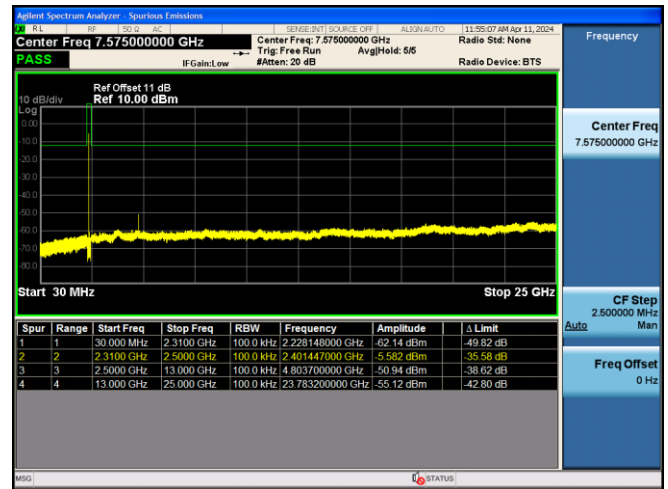 Agilent Spectrum Analyzer - Spurious Emissions
RL RF 50 Ω AC SENSE:INT SOURCE OFF ALIGNAUTO 11:55:07 AM Apr 11, 2024
Center Freq 7.575000000 GHz Center Freq: 7.575000000 GHz Radio Std: None
Trig: Free Run Avg|Hold: 5/5
PASS IFGain:Low #Atten: 20 dB Radio Device: BTS
Frequency
Ref Offset 11 dB
10 dB/div Ref 10.00 dBm
Log
0.00
-10.0
-20.0
-30.0
-40.0
-50.0
-60.0
-70.0
-80.0
Start 30 MHz Stop 25 GHz
Center Freq
7.575000000 GHz
CF Step
2.500000 MHz
Auto Man
Freq Offset
0 Hz
Spur Range Start Freq Stop Freq RBW Frequency Amplitude Δ Limit
1 1 30.000 MHz 2.3100 GHz 100.0 kHz 2.228148000 GHz -62.14 dBm -49.82 dB
2 2 2.3100 GHz 2.5000 GHz 100.0 kHz 2.401447000 GHz -5.582 dBm -35.58 dB
3 3 2.5000 GHz 13.000 GHz 100.0 kHz 4.803700000 GHz -50.94 dBm -38.62 dB
4 4 13.000 GHz 25.000 GHz 100.0 kHz 23.783200000 GHz -55.12 dBm -42.80 dB
MSG STATUS